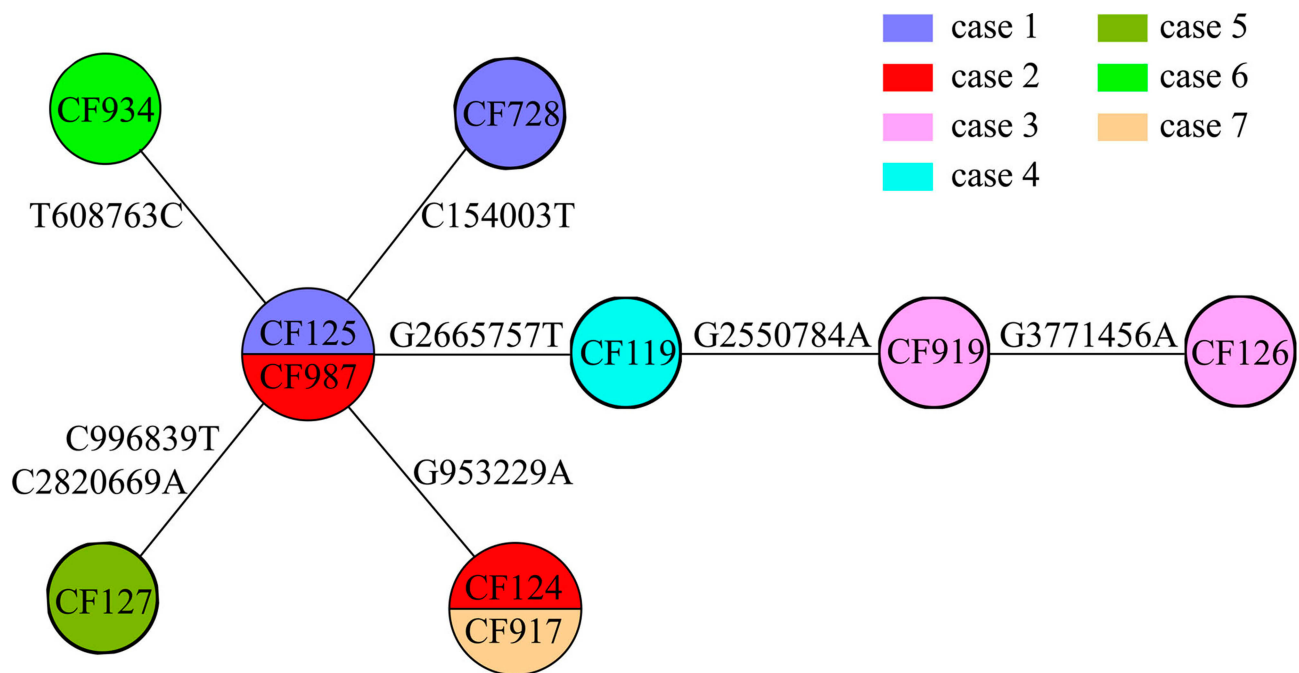 case 1
case 5
case 2
case 6
case 3
case 7
case 4
CF934
CF728
T608763C
C154003T
CF125
CF987
G2665757T
CF119
G2550784A
CF919
G3771456A
CF126
C996839T
C2820669A
G953229A
CF127
CF124
CF917